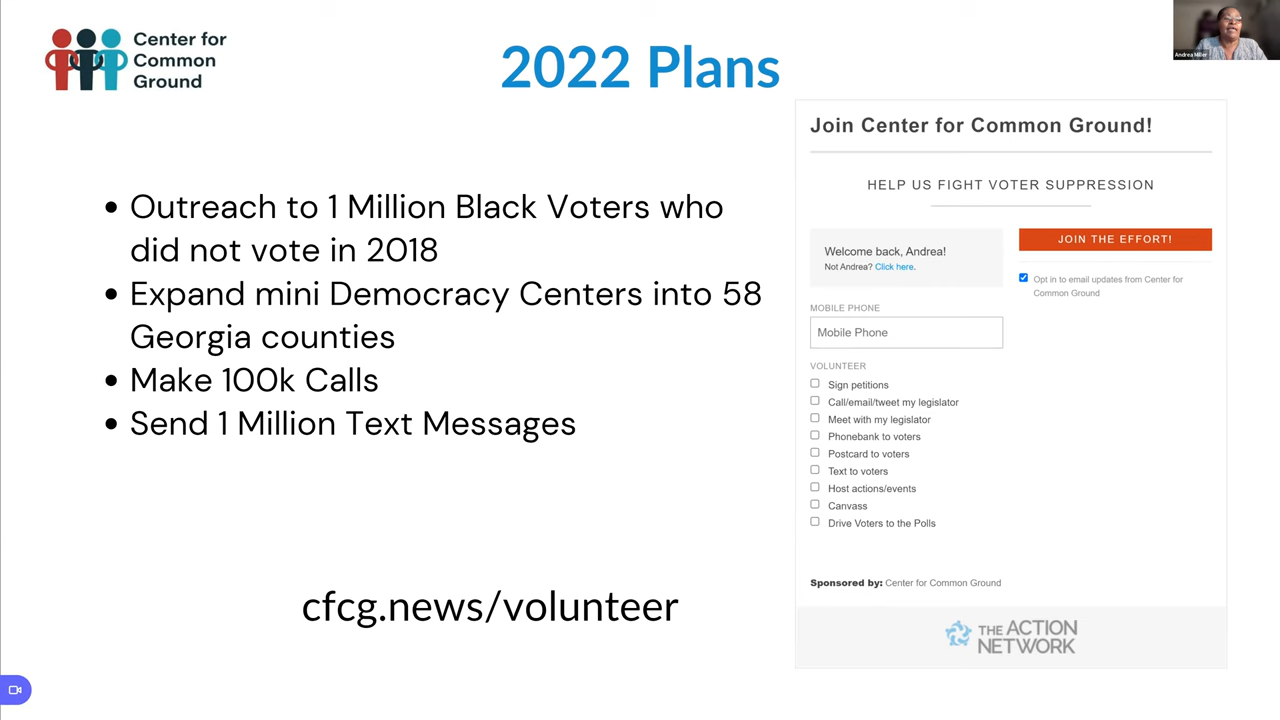 Center for
Common
Ground
2022 Plans
Andrea Miller
• Outreach to 1 Million Black Voters who
did not vote in 2018
• Expand mini Democracy Centers into 58
Georgia counties
• Make 100k Calls
• Send 1 Million Text Messages
cfcg.news/volunteer
Join Center for Common Ground!
HELP US FIGHT VOTER SUPPRESSION
Welcome back, Andrea!
Not Andrea? Click here.
JOIN THE EFFORT!
Opt in to email updates from Center for
Common Ground
MOBILE PHONE
Mobile Phone
VOLUNTEER
Sign petitions
Call/email/tweet my legislator
Meet with my legislator
Phonebank to voters
Postcard to voters
Text to voters
Host actions/events
Canvass
Drive Voters to the Polls
Sponsored by: Center for Common Ground
THE ACTION
NETWORK